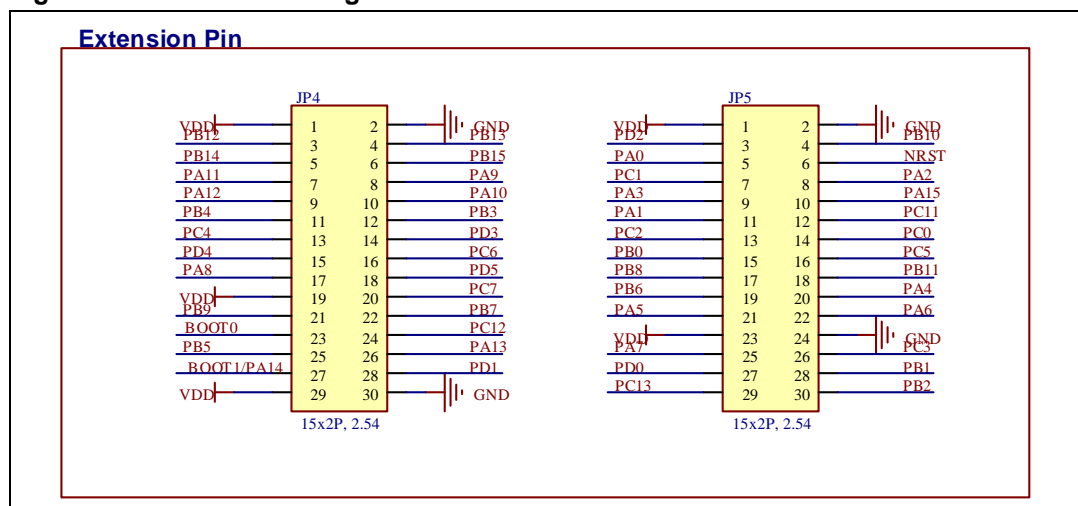 Extension Pin
JP4
VDD 1 2 GND
PB12 3 4 PB13
PB14 5 6 PB15
PA11 7 8 PA9
PA12 9 10 PA10
PB4 11 12 PB3
PC4 13 14 PD3
PD4 15 16 PC6
PA8 17 18 PD5
VDD 19 20 PC7
PB9 21 22 PB7
BOOT0 23 24 PC12
PB5 25 26 PA13
BOOT1/PA14 27 28 PD1
VDD 29 30 GND
15x2P, 2.54
JP5
VDD 1 2 GND
PD2 3 4 PB10
PA0 5 6 NRST
PC1 7 8 PA2
PA3 9 10 PA15
PA1 11 12 PC11
PC2 13 14 PC0
PB0 15 16 PC5
PB8 17 18 PB11
PB6 19 20 PA4
PA5 21 22 PA6
VDD 23 24 GND
PA7 25 26 PC3
PD0 27 28 PB1
PC13 29 30 PB2
15x2P, 2.54